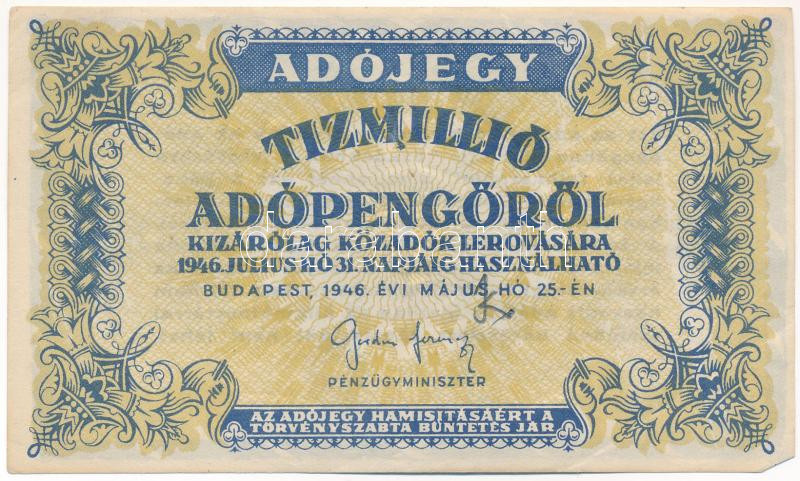 ADÓJEGY
TIZMILLIÓ
ADÓPENGŐRŐL
KIZÁRÓLAG KÖZADÓK LEROVÁSÁRA
1946. JULIUS HÓ 31. NAPJÁIG HASZNÁLHATÓ
BUDAPEST, 1946. ÉVI MÁJUS HÓ 25.-ÉN
PÉNZÜGYMINISZTER
AZ ADÓJEGY HAMISITÁSÁÉRT A
TÖRVÉNYSZABTA BÜNTETÉS JÁR